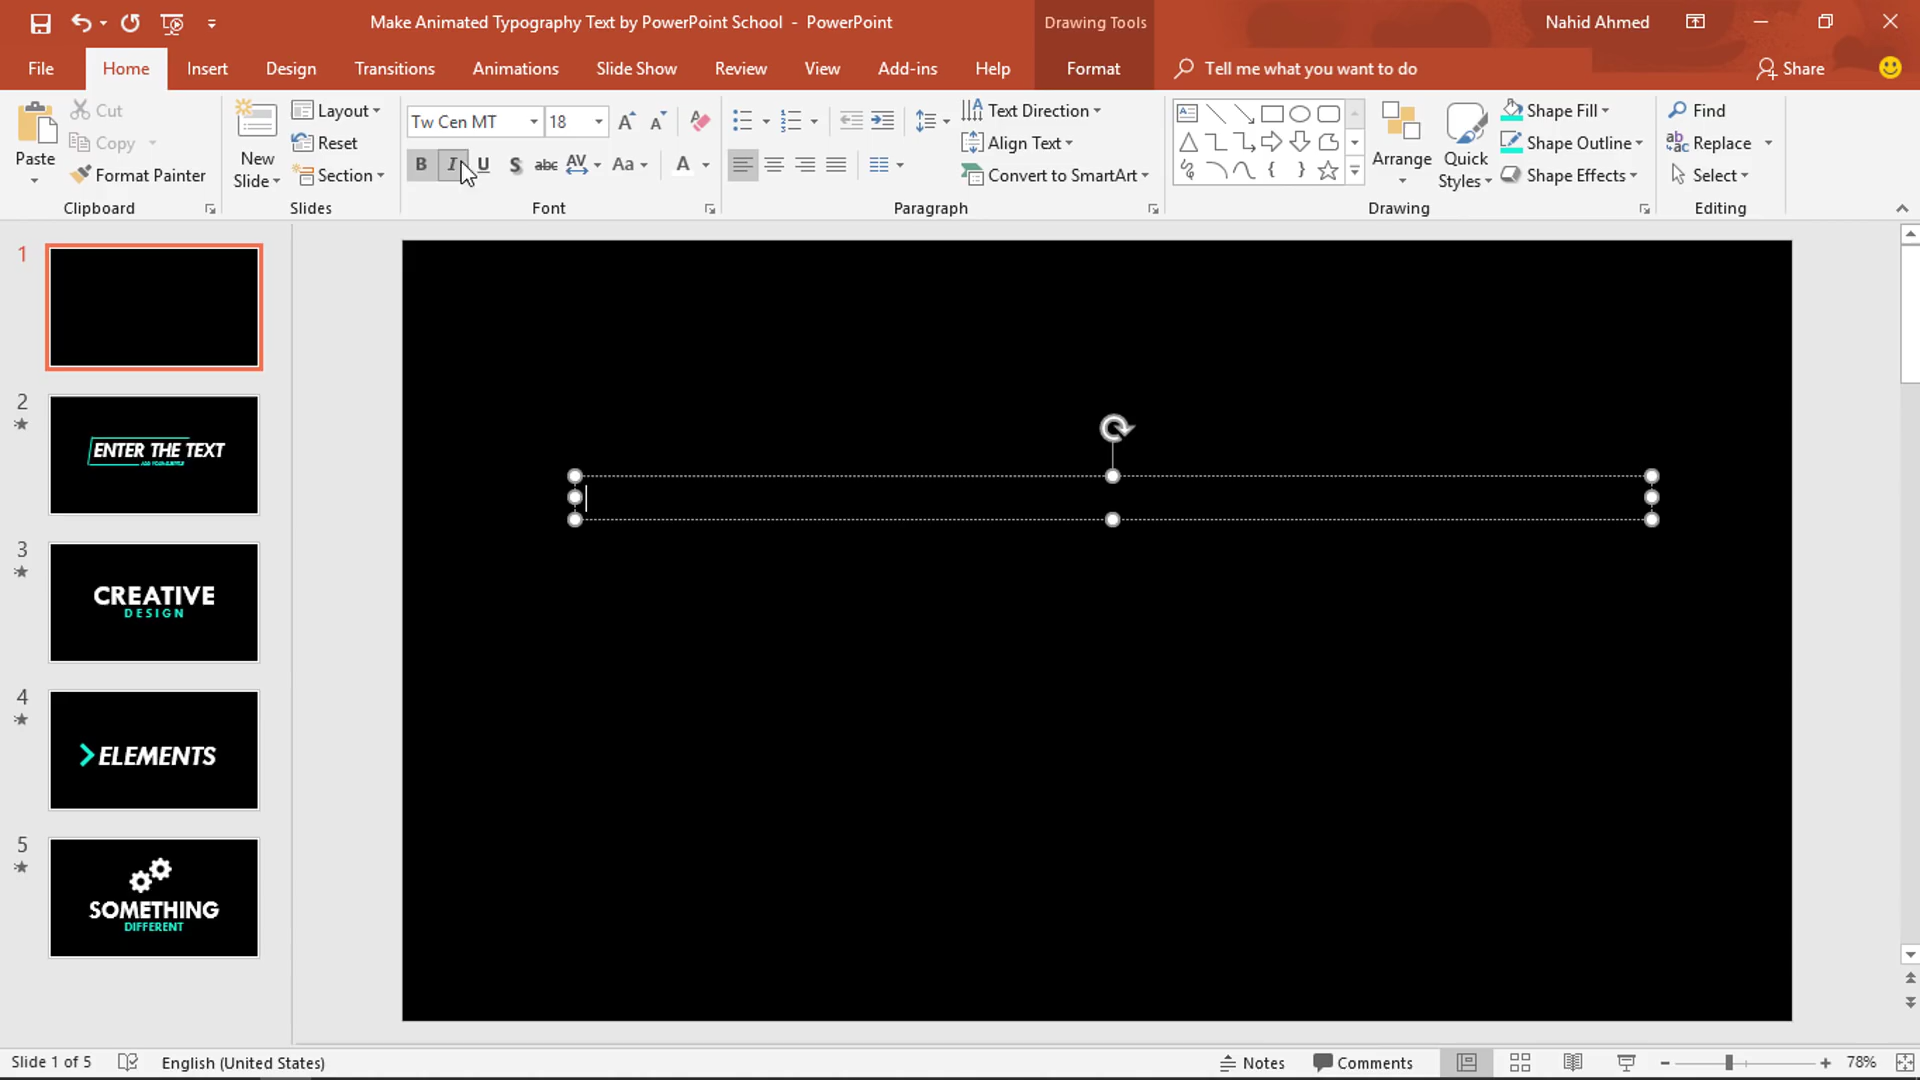 Make Animated Typography Text by PowerPoint School - PowerPoint
Drawing Tools
Nahid Ahmed
File Home Insert Design Transitions Animations Slide Show Review View Add-ins Help Format Tell me what you want to do Share
Paste
Cut
Copy
Format Painter
Clipboard
New Slide
Layout
Reset
Section
Slides
Tw Cen MT 18
B I U S abc AV Aa A
Font
Text Direction
Align Text
Convert to SmartArt
Paragraph
Arrange
Quick Styles
Shape Fill
Shape Outline
Shape Effects
Drawing
Find
Replace
Select
Editing
1
2
ENTER THE TEXT
3
CREATIVE
DESIGN
4
ELEMENTS
5
SOMETHING
DIFFERENT
Slide 1 of 5 English (United States) Notes Comments 78%